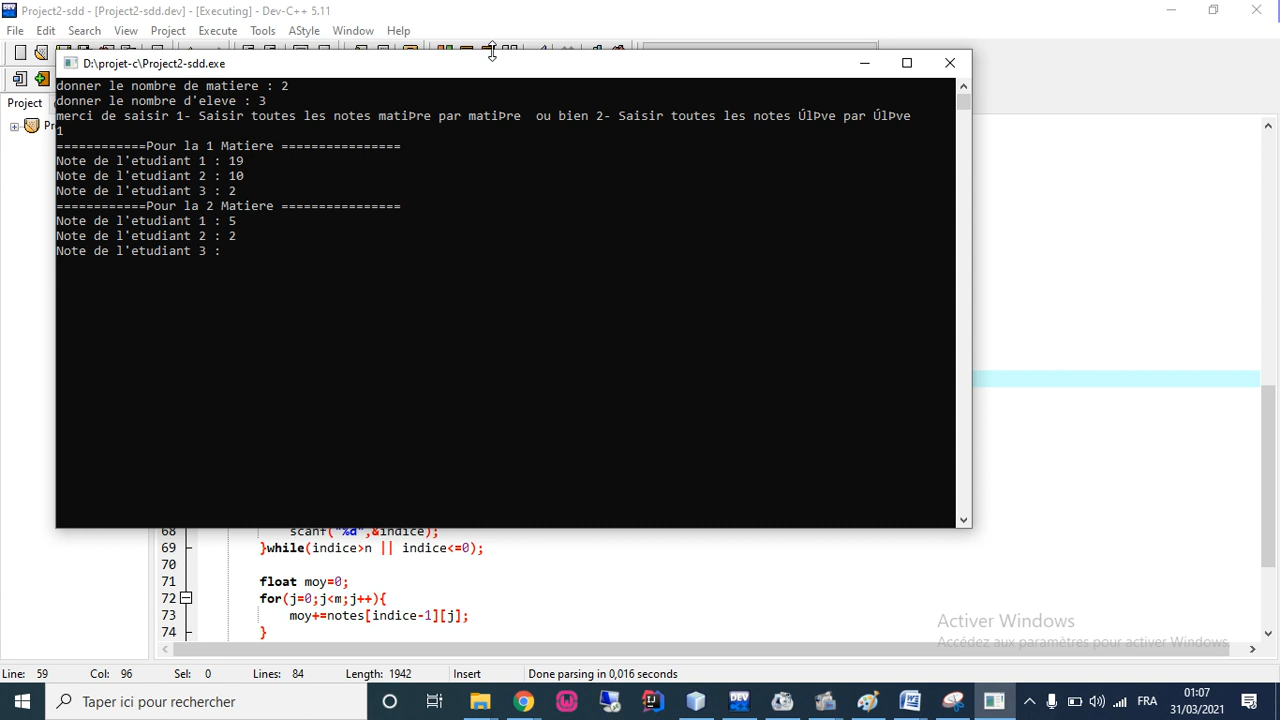 Project2-sdd - [Project2-sdd.dev] - [Executing] - Dev-C++ 5.11
File Edit Search View Project Execute Tools AStyle Window Help
D:\projet-c\Project2-sdd.exe
Project
donner le nombre de matiere : 2
donner le nombre d'eleve : 3
merci de saisir 1- Saisir toutes les notes matiÞre par matiÞre  ou bien 2- Saisir toutes les notes ÚlÞve par ÚlÞve
1
============Pour la 1 Matiere ================
Note de l'etudiant 1 : 19
Note de l'etudiant 2 : 10
Note de l'etudiant 3 : 2
============Pour la 2 Matiere ================
Note de l'etudiant 1 : 5
Note de l'etudiant 2 : 2
Note de l'etudiant 3 :
68 scanf("%d",&indice);
69 }while(indice>n || indice<=0);
70
71 float moy=0;
72 for(j=0;j<m;j++){
73 moy+=notes[indice-1][j];
74 }
Activer Windows
Accédez aux paramètres pour activer Windows.
Line: 59 Col: 96 Sel: 0 Lines: 84 Length: 1942 Insert Done parsing in 0,016 seconds
Taper ici pour rechercher
FRA
01:07
31/03/2021